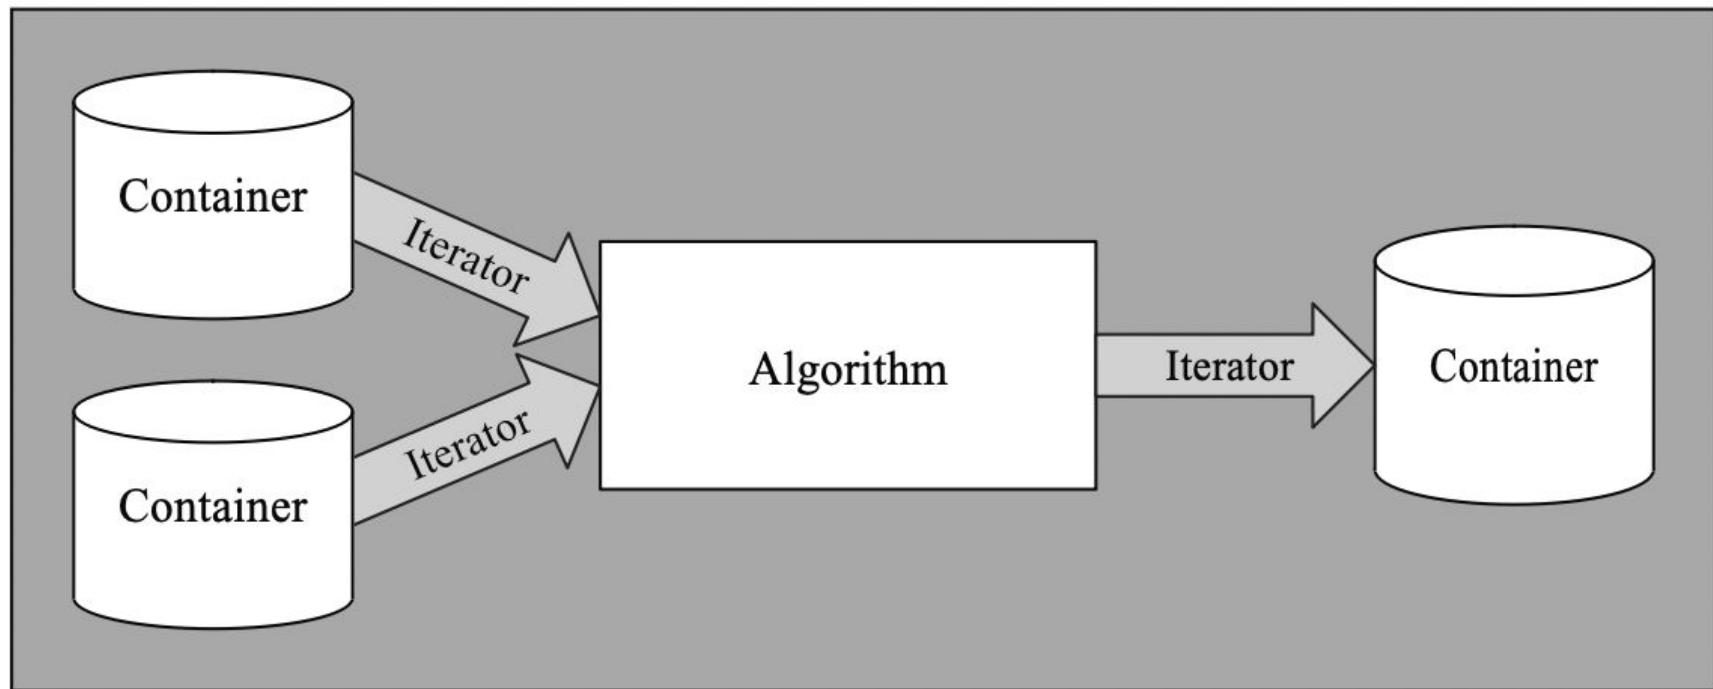 Container
Iterator
Container
Iterator
Algorithm
Iterator
Container